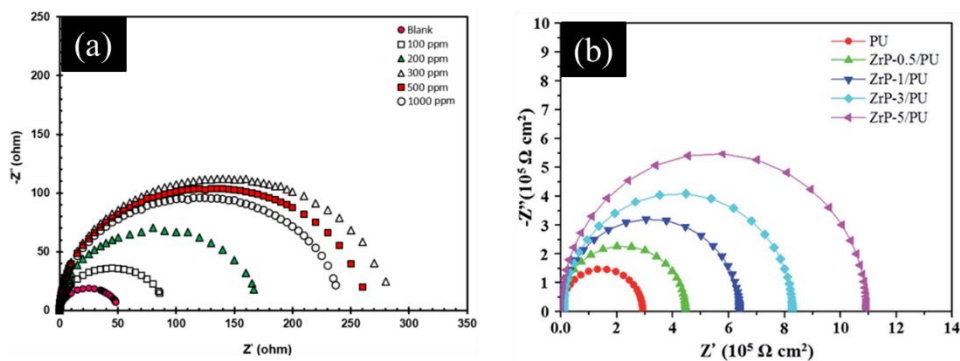 (a)
250
200
150
100
50
0
-Z" (ohm)
Blank
100 ppm
200 ppm
300 ppm
500 ppm
1000 ppm
0 50 100 150 200 250 300 350
Z' (ohm)
(b)
10
9
8
7
6
5
4
3
2
1
0
-Z" (10⁵ Ω cm²)
PU
ZrP-0.5/PU
ZrP-1/PU
ZrP-3/PU
ZrP-5/PU
0.0 2 4 6 8 10 12 14
Z' (10⁵ Ω cm²)